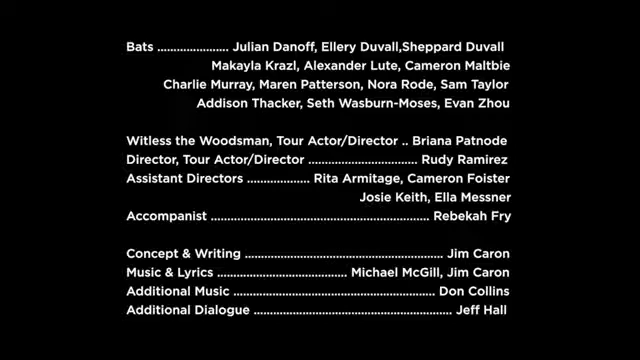 Bats ...................... Julian Danoff, Ellery Duvall,Sheppard Duvall
Makayla Krazl, Alexander Lute, Cameron Maltbie
Charlie Murray, Maren Patterson, Nora Rode, Sam Taylor
Addison Thacker, Seth Wasburn-Moses, Evan Zhou
Witless the Woodsman, Tour Actor/Director .. Briana Patnode
Director, Tour Actor/Director .................................. Rudy Ramirez
Assistant Directors ................... Rita Armitage, Cameron Foister
Josie Keith, Ella Messner
Accompanist .................................................................... Rebekah Fry
Concept & Writing ............................................................. Jim Caron
Music & Lyrics ........................................ Michael McGill, Jim Caron
Additional Music .............................................................. Don Collins
Additional Dialogue ............................................................. Jeff Hall